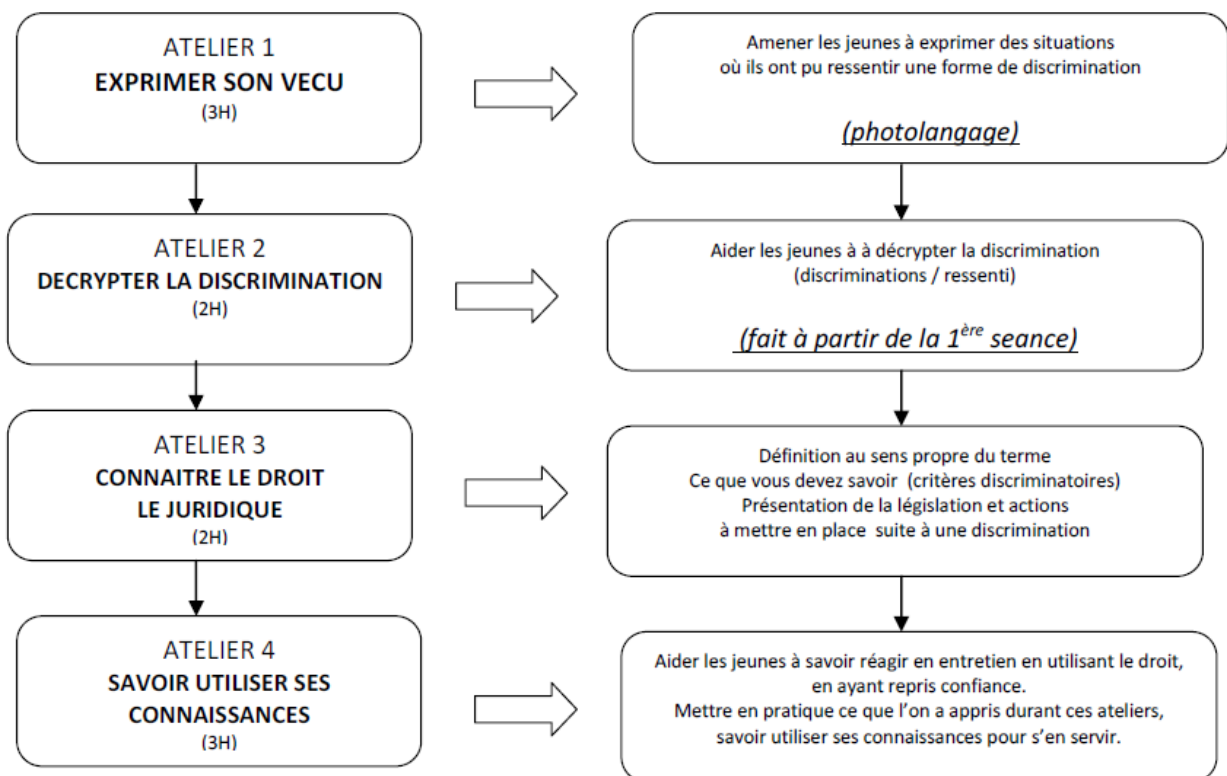 ATELIER 1
EXPRIMER SON VECU
(3H)
Amener les jeunes à exprimer des situations
où ils ont pu ressentir une forme de discrimination
(photolangage)
ATELIER 2
DECRYPTER LA DISCRIMINATION
(2H)
Aider les jeunes à à décrypter la discrimination
(discriminations / ressenti)
(fait à partir de la 1ère seance)
ATELIER 3
CONNAITRE LE DROIT
LE JURIDIQUE
(2H)
Définition au sens propre du terme
Ce que vous devez savoir (critères discriminatoires)
Présentation de la législation et actions
à mettre en place suite à une discrimination
ATELIER 4
SAVOIR UTILISER SES
CONNAISSANCES
(3H)
Aider les jeunes à savoir réagir en entretien en utilisant le droit,
en ayant repris confiance.
Mettre en pratique ce que l'on a appris durant ces ateliers,
savoir utiliser ses connaissances pour s'en servir.